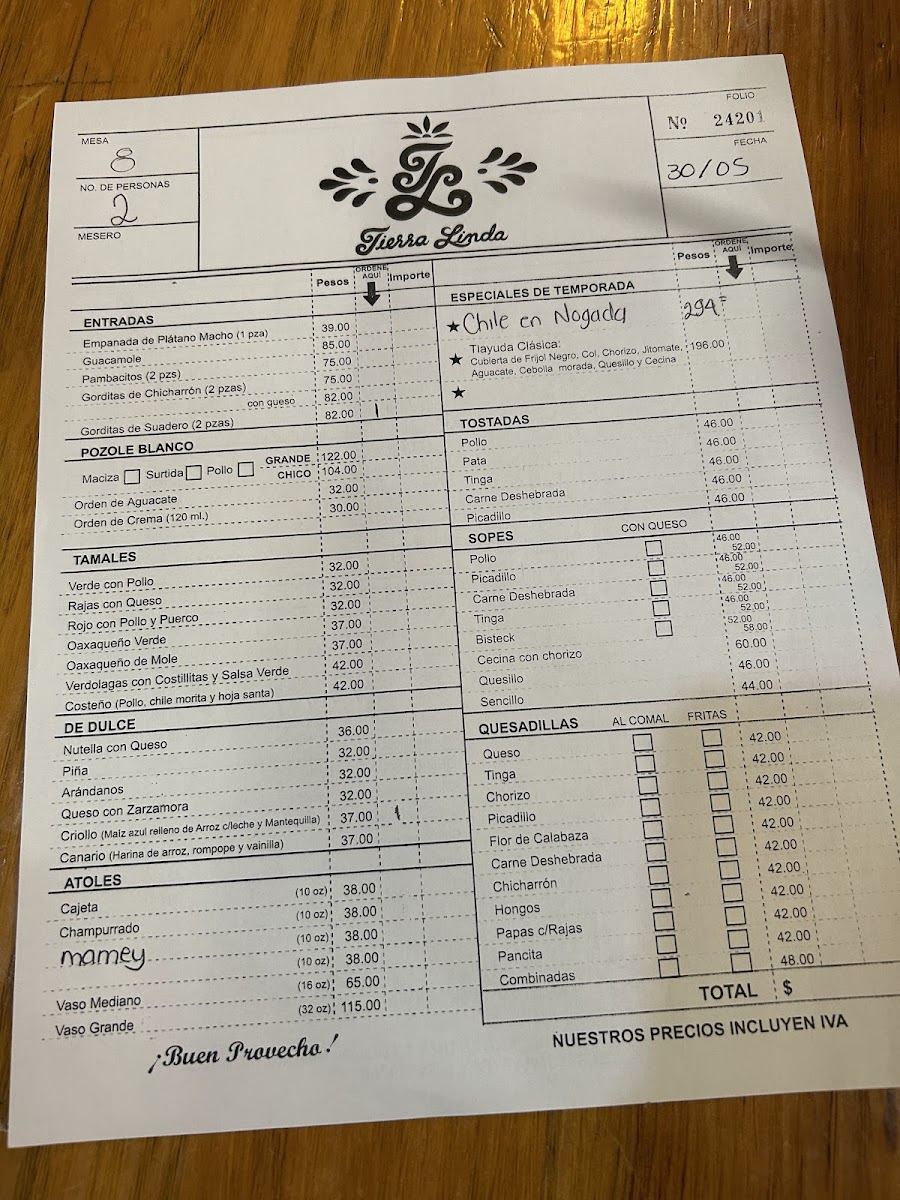 MESA
8
NO. DE PERSONAS
2
MESERO
TL
Tierra Linda
FOLIO
Nº 24201
FECHA
30/05
Pesos ORDENE AQUÍ Importe
ENTRADAS
Empanada de Plátano Macho (1 pza) 39.00
Guacamole 85.00
Pambacitos (2 pzs) 75.00
Gorditas de Chicharrón (2 pzas) 75.00
con queso 82.00
Gorditas de Suadero (2 pzas) 82.00 |
POZOLE BLANCO
Maciza Surtida Pollo GRANDE 122.00
CHICO 104.00
Orden de Aguacate 32.00
Orden de Crema (120 ml.) 30.00
TAMALES
Verde con Pollo 32.00
Rajas con Queso 32.00
Rojo con Pollo y Puerco 32.00
Oaxaqueño Verde 37.00
Oaxaqueño de Mole 37.00
Verdolagas con Costillitas y Salsa Verde 42.00
Costeño (Pollo, chile morita y hoja santa) 42.00
DE DULCE
Nutella con Queso 36.00
Piña 32.00
Arándanos 32.00
Queso con Zarzamora 32.00
Criollo (Maíz azul relleno de Arroz c/leche y Mantequilla) 37.00 1
Canario (Harina de arroz, rompope y vainilla) 37.00
ATOLES
Cajeta (10 oz) 38.00
Champurrado (10 oz) 38.00
mamey (10 oz) 38.00
(10 oz) 38.00
Vaso Mediano (16 oz) 65.00
Vaso Grande (32 oz) 115.00
¡Buen Provecho!
Pesos ORDENE AQUÍ Importe
ESPECIALES DE TEMPORADA
★ Chile en Nogada 294=
★ Tlayuda Clásica: 196.00
Cubierta de Frijol Negro, Col, Chorizo, Jitomate,
Aguacate, Cebolla morada, Quesillo y Cecina
★
TOSTADAS
Pollo 46.00
Pata 46.00
Tinga 46.00
Carne Deshebrada 46.00
Picadillo 46.00
SOPES CON QUESO
Pollo 46.00 52.00
Picadillo 46.00 52.00
Carne Deshebrada 46.00 52.00
Tinga 46.00 52.00
Bisteck 52.00 58.00
Cecina con chorizo 60.00
Quesillo 46.00
Sencillo 44.00
QUESADILLAS AL COMAL FRITAS
Queso 42.00
Tinga 42.00
Chorizo 42.00
Picadillo 42.00
Flor de Calabaza 42.00
Carne Deshebrada 42.00
Chicharrón 42.00
Hongos 42.00
Papas c/Rajas 42.00
Pancita 42.00
Combinadas 48.00
TOTAL $
NUESTROS PRECIOS INCLUYEN IVA